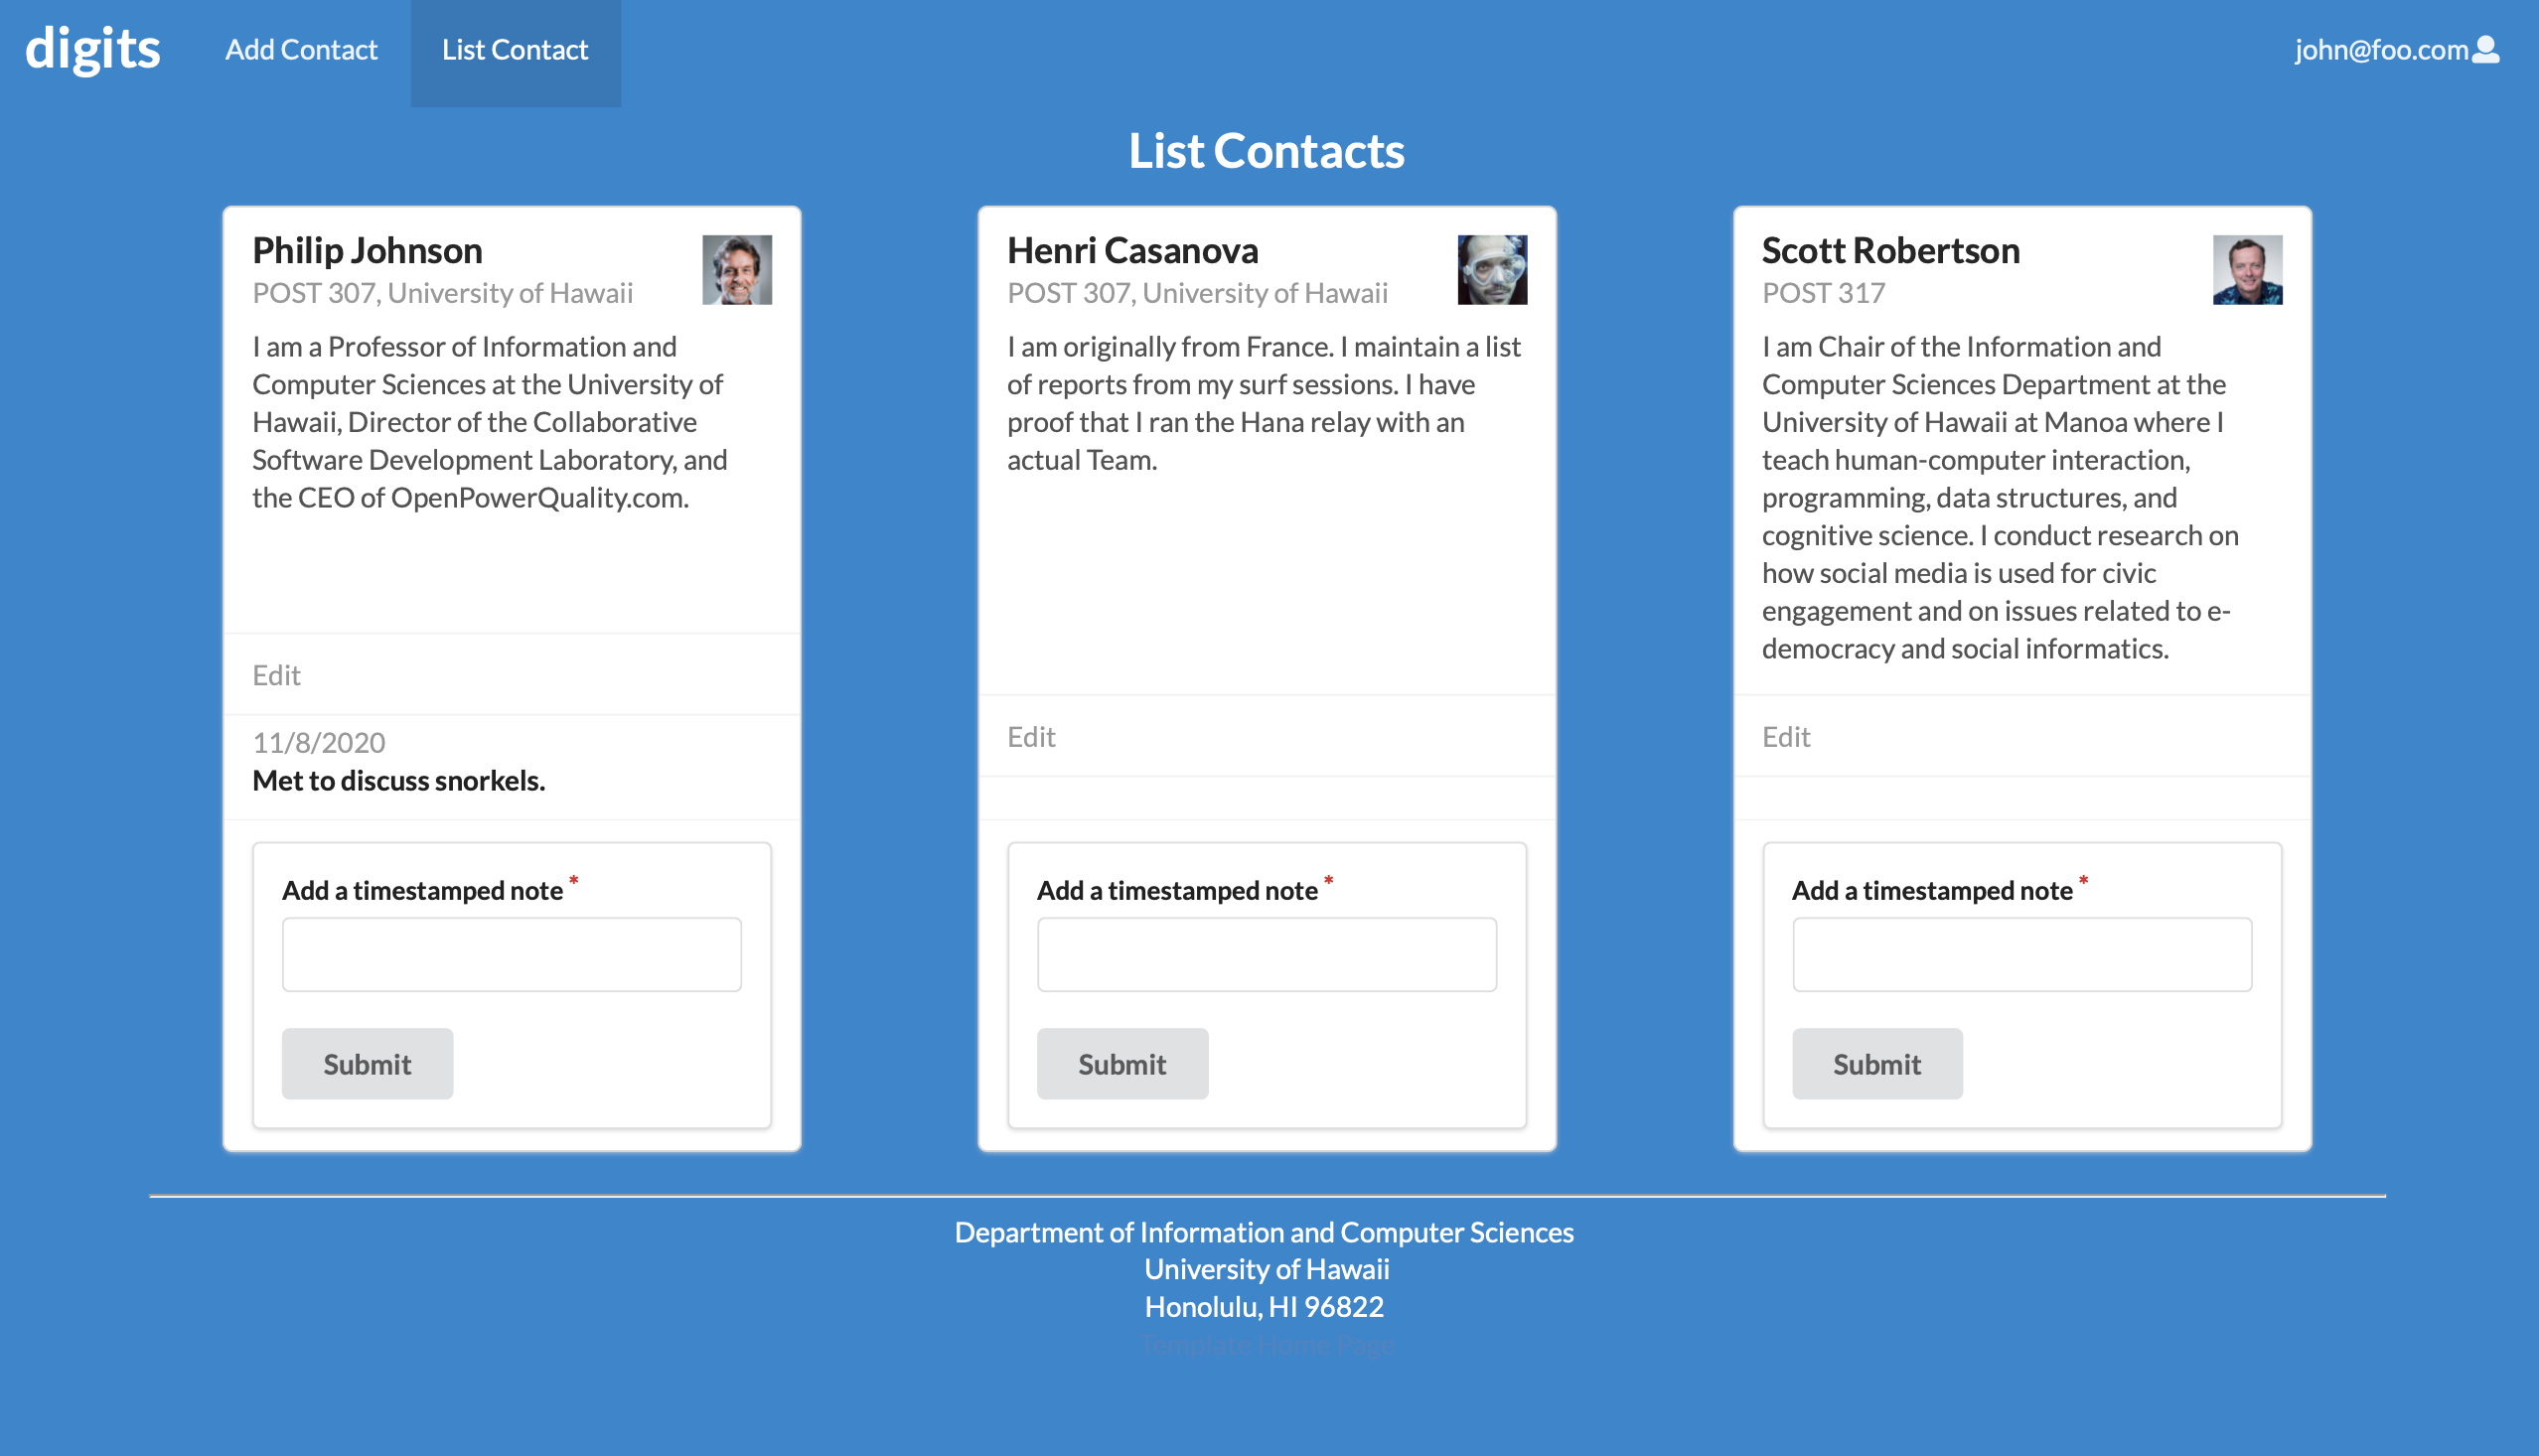 digits
Add Contact
List Contact
john@foo.com
List Contacts
Philip Johnson
POST 307, University of Hawaii
I am a Professor of Information and
Computer Sciences at the University of
Hawaii, Director of the Collaborative
Software Development Laboratory, and
the CEO of OpenPowerQuality.com.
Edit
11/8/2020
Met to discuss snorkels.
Add a timestamped note *
Submit
Henri Casanova
POST 307, University of Hawaii
I am originally from France. I maintain a list
of reports from my surf sessions. I have
proof that I ran the Hana relay with an
actual Team.
Edit
Add a timestamped note *
Submit
Scott Robertson
POST 317
I am Chair of the Information and
Computer Sciences Department at the
University of Hawaii at Manoa where I
teach human-computer interaction,
programming, data structures, and
cognitive science. I conduct research on
how social media is used for civic
engagement and on issues related to e-
democracy and social informatics.
Edit
Add a timestamped note *
Submit
Department of Information and Computer Sciences
University of Hawaii
Honolulu, HI 96822
Template Home Page